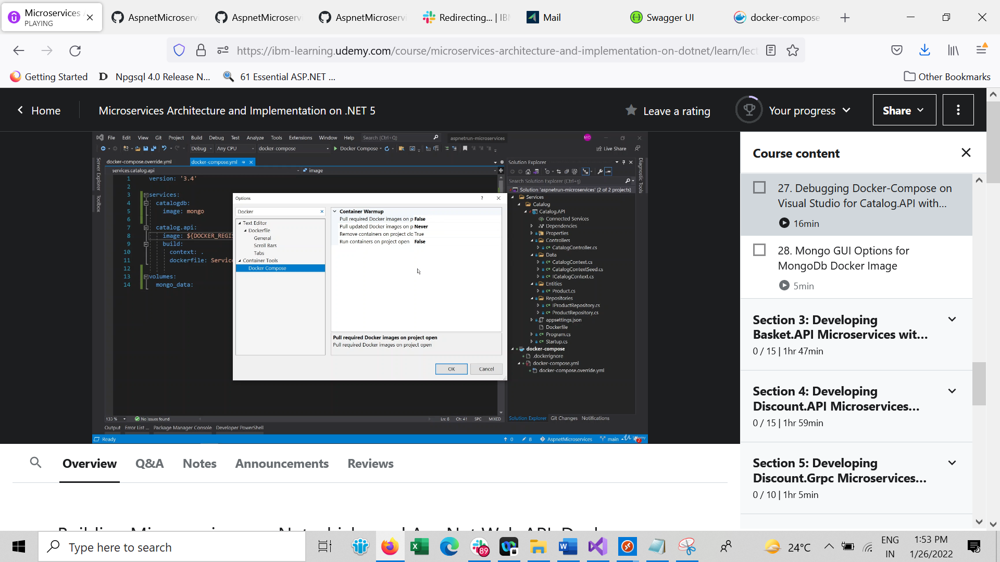 Microservices
PLAYING
AspnetMicroserv
AspnetMicroserv
AspnetMicroservi
Redirecting... | IB
Mail
Swagger UI
docker-compose
https://ibm-learning.udemy.com/course/microservices-architecture-and-implementation-on-dotnet/learn/lect
Getting Started
D Npgsql 4.0 Release N...
61 Essential ASP.NET ...
Other Bookmarks
Home
Microservices Architecture and Implementation on .NET 5
Leave a rating
Your progress
Share
File Edit View Git Project Build Debug Test Analyze Tools Extensions Window Help Search (Ctrl+Q) aspnetrun-microservices MO
Debug Any CPU docker-compose Docker Compose Live Share
Server Explorer
Toolbox
docker-compose.override.yml docker-compose.yml
services.catalog.api image
1 version: '3.4'
2
3 services:
4 catalogdb:
5 image: mongo
6
7 catalog.api:
8 image: ${DOCKER_REGIS
9 build:
10 context: .
11 dockerfile: Service
12
13 volumes:
14 mongo_data:
Options ?
Docker
Text Editor
Dockerfile
General
Scroll Bars
Tabs
Container Tools
Docker Compose
Container Warmup
Pull required Docker images on p False
Pull updated Docker images on p Never
Remove containers on project clo True
Run containers on project open False
Pull required Docker images on project open
Pull required Docker images on project open
OK
Cancel
133 % No issues found Ln: 8 Ch: 41 SPC MIXED
Output Error List ... Package Manager Console Developer PowerShell
Ready 0 8 AspnetMicroservices main 2
Udemy
Solution Explorer
Search Solution Explorer (Ctrl+ş)
Solution 'aspnetrun-microservices' (2 of 2 projects)
Services
Catalog
Catalog.API
Connected Services
Dependencies
Properties
Controllers
C# CatalogController.cs
Data
C# CatalogContext.cs
C# CatalogContextSeed.cs
C# ICatalogContext.cs
Entities
C# Product.cs
Repositories
C# IProductRepository.cs
C# ProductRepository.cs
appsettings.json
Dockerfile
C# Program.cs
C# Startup.cs
docker-compose
.dockerignore
docker-compose.yml
docker-compose.override.yml
Solution Explorer Git Changes Notifications
Diagnostic Tools
Course content
27. Debugging Docker-Compose on
Visual Studio for Catalog.API with...
16min
28. Mongo GUI Options for
MongoDb Docker Image
5min
Section 3: Developing
Basket.API Microservices wit...
0 / 15 | 1hr 47min
Section 4: Developing
Discount.API Microservices...
0 / 15 | 1hr 59min
Section 5: Developing
Discount.Grpc Microservices...
0 / 10 | 1hr 5min
Overview Q&A Notes Announcements Reviews
Type here to search
89
24°C
ENG
IN
1:53 PM
1/26/2022